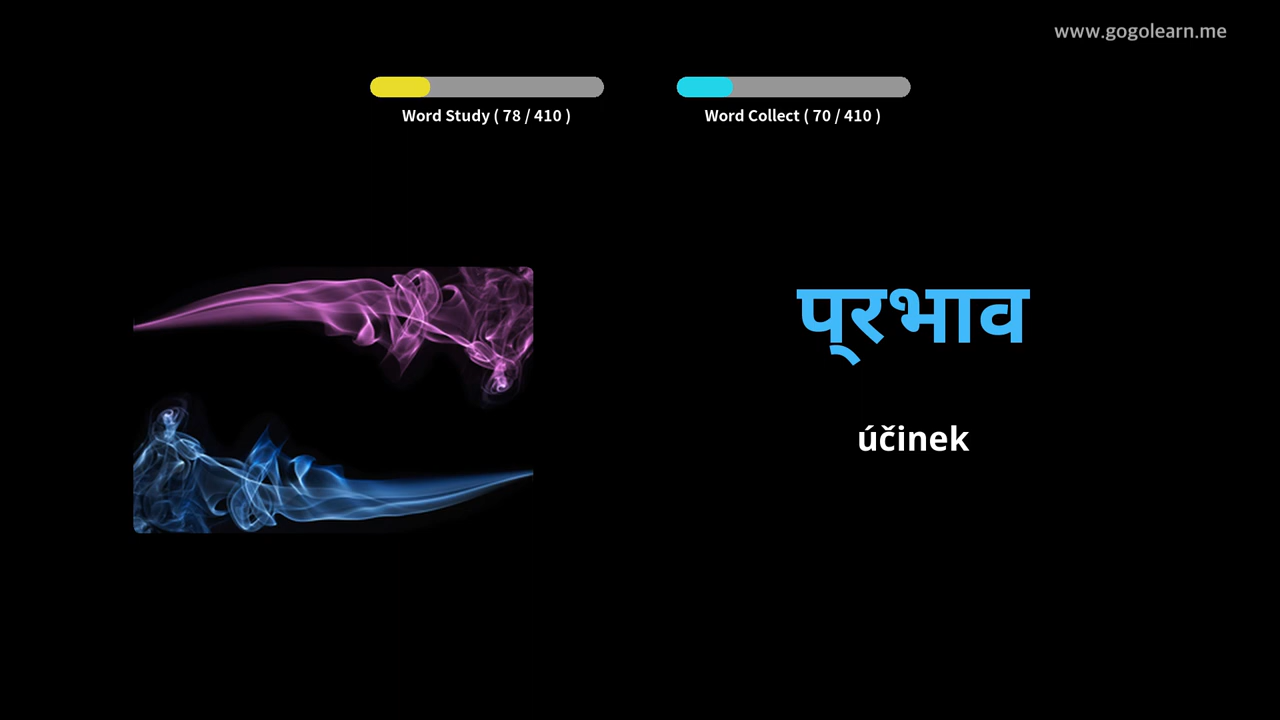 www.gogolearn.me
Word Study ( 78 / 410 )
Word Collect ( 70 / 410 )
प्रभाव
účinek